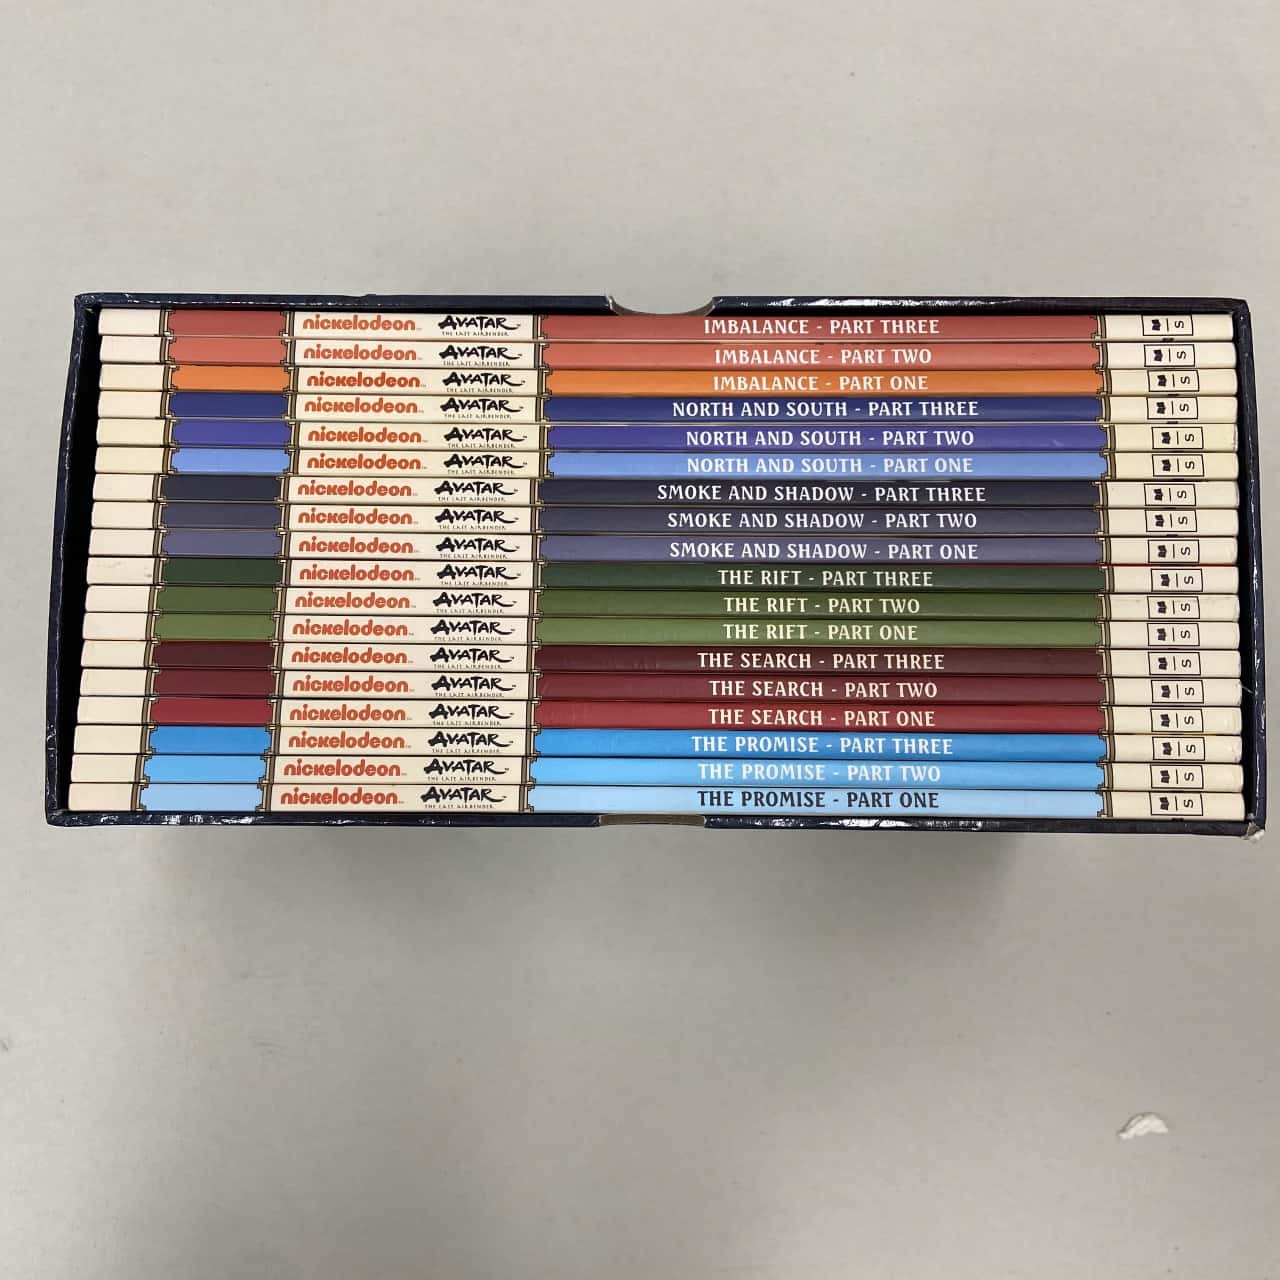 nickelodeon AVATAR THE LAST AIRBENDER IMBALANCE - PART THREE S
nickelodeon AVATAR THE LAST AIRBENDER IMBALANCE - PART TWO S
nickelodeon AVATAR THE LAST AIRBENDER IMBALANCE - PART ONE S
nickelodeon AVATAR THE LAST AIRBENDER NORTH AND SOUTH - PART THREE S
nickelodeon AVATAR THE LAST AIRBENDER NORTH AND SOUTH - PART TWO S
nickelodeon AVATAR THE LAST AIRBENDER NORTH AND SOUTH - PART ONE S
nickelodeon AVATAR THE LAST AIRBENDER SMOKE AND SHADOW - PART THREE S
nickelodeon AVATAR THE LAST AIRBENDER SMOKE AND SHADOW - PART TWO S
nickelodeon AVATAR THE LAST AIRBENDER SMOKE AND SHADOW - PART ONE S
nickelodeon AVATAR THE LAST AIRBENDER THE RIFT - PART THREE S
nickelodeon AVATAR THE LAST AIRBENDER THE RIFT - PART TWO S
nickelodeon AVATAR THE LAST AIRBENDER THE RIFT - PART ONE S
nickelodeon AVATAR THE LAST AIRBENDER THE SEARCH - PART THREE S
nickelodeon AVATAR THE LAST AIRBENDER THE SEARCH - PART TWO S
nickelodeon AVATAR THE LAST AIRBENDER THE SEARCH - PART ONE S
nickelodeon AVATAR THE LAST AIRBENDER THE PROMISE - PART THREE S
nickelodeon AVATAR THE LAST AIRBENDER THE PROMISE - PART TWO S
nickelodeon AVATAR THE LAST AIRBENDER THE PROMISE - PART ONE S